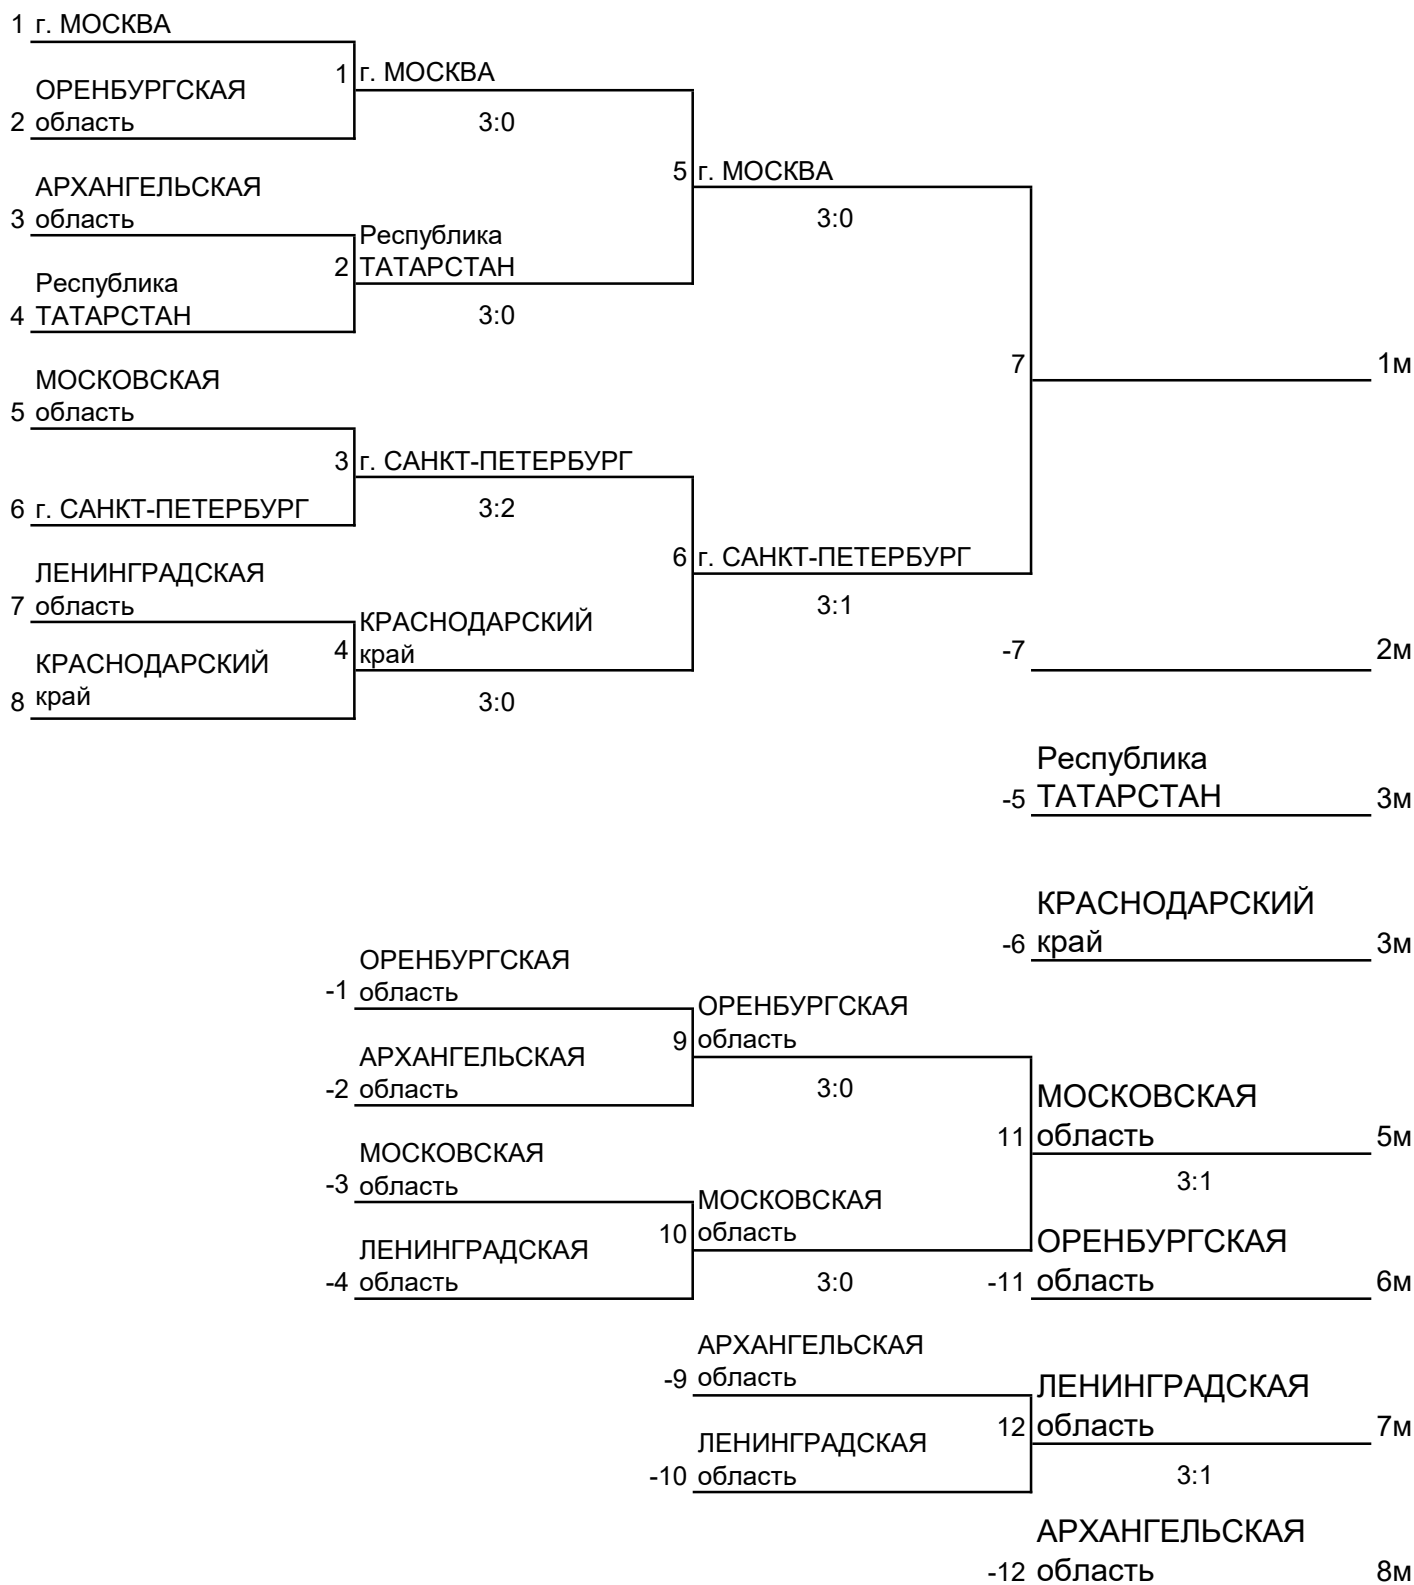 1 г. МОСКВА
1 г. МОСКВА
ОРЕНБУРГСКАЯ
2 область
3:0
5 г. МОСКВА
АРХАНГЕЛЬСКАЯ
3 область
3:0
Республика
2 ТАТАРСТАН
Республика
4 ТАТАРСТАН
3:0
7
1м
МОСКОВСКАЯ
5 область
3 г. САНКТ-ПЕТЕРБУРГ
6 г. САНКТ-ПЕТЕРБУРГ
3:2
6 г. САНКТ-ПЕТЕРБУРГ
ЛЕНИНГРАДСКАЯ
7 область
3:1
КРАСНОДАРСКИЙ
4 край
-7
2м
КРАСНОДАРСКИЙ
8 край
3:0
Республика
-5 ТАТАРСТАН 3м
КРАСНОДАРСКИЙ
-6 край 3м
ОРЕНБУРГСКАЯ
-1 область
ОРЕНБУРГСКАЯ
9 область
АРХАНГЕЛЬСКАЯ
-2 область
3:0
МОСКОВСКАЯ
11 область 5м
МОСКОВСКАЯ
-3 область
3:1
МОСКОВСКАЯ
10 область
ЛЕНИНГРАДСКАЯ
-4 область
3:0
ОРЕНБУРГСКАЯ
-11 область 6м
АРХАНГЕЛЬСКАЯ
-9 область
ЛЕНИНГРАДСКАЯ
12 область 7м
ЛЕНИНГРАДСКАЯ
-10 область
3:1
АРХАНГЕЛЬСКАЯ
-12 область 8м